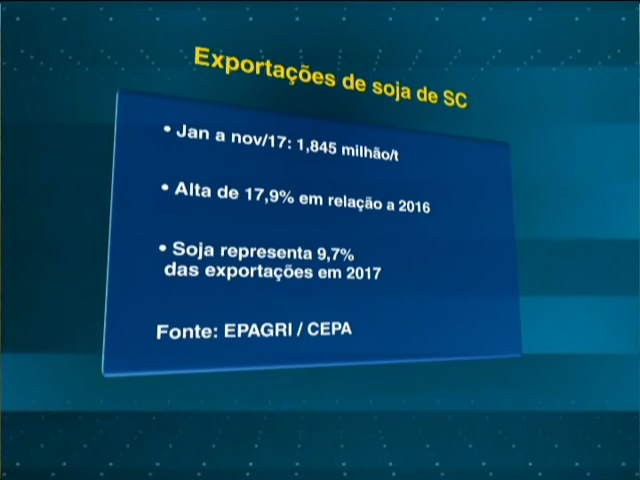 Exportações de soja de SC
• Jan a nov/17: 1,845 milhão/t
• Alta de 17,9% em relação a 2016
• Soja representa 9,7%
das exportações em 2017
Fonte: EPAGRI / CEPA